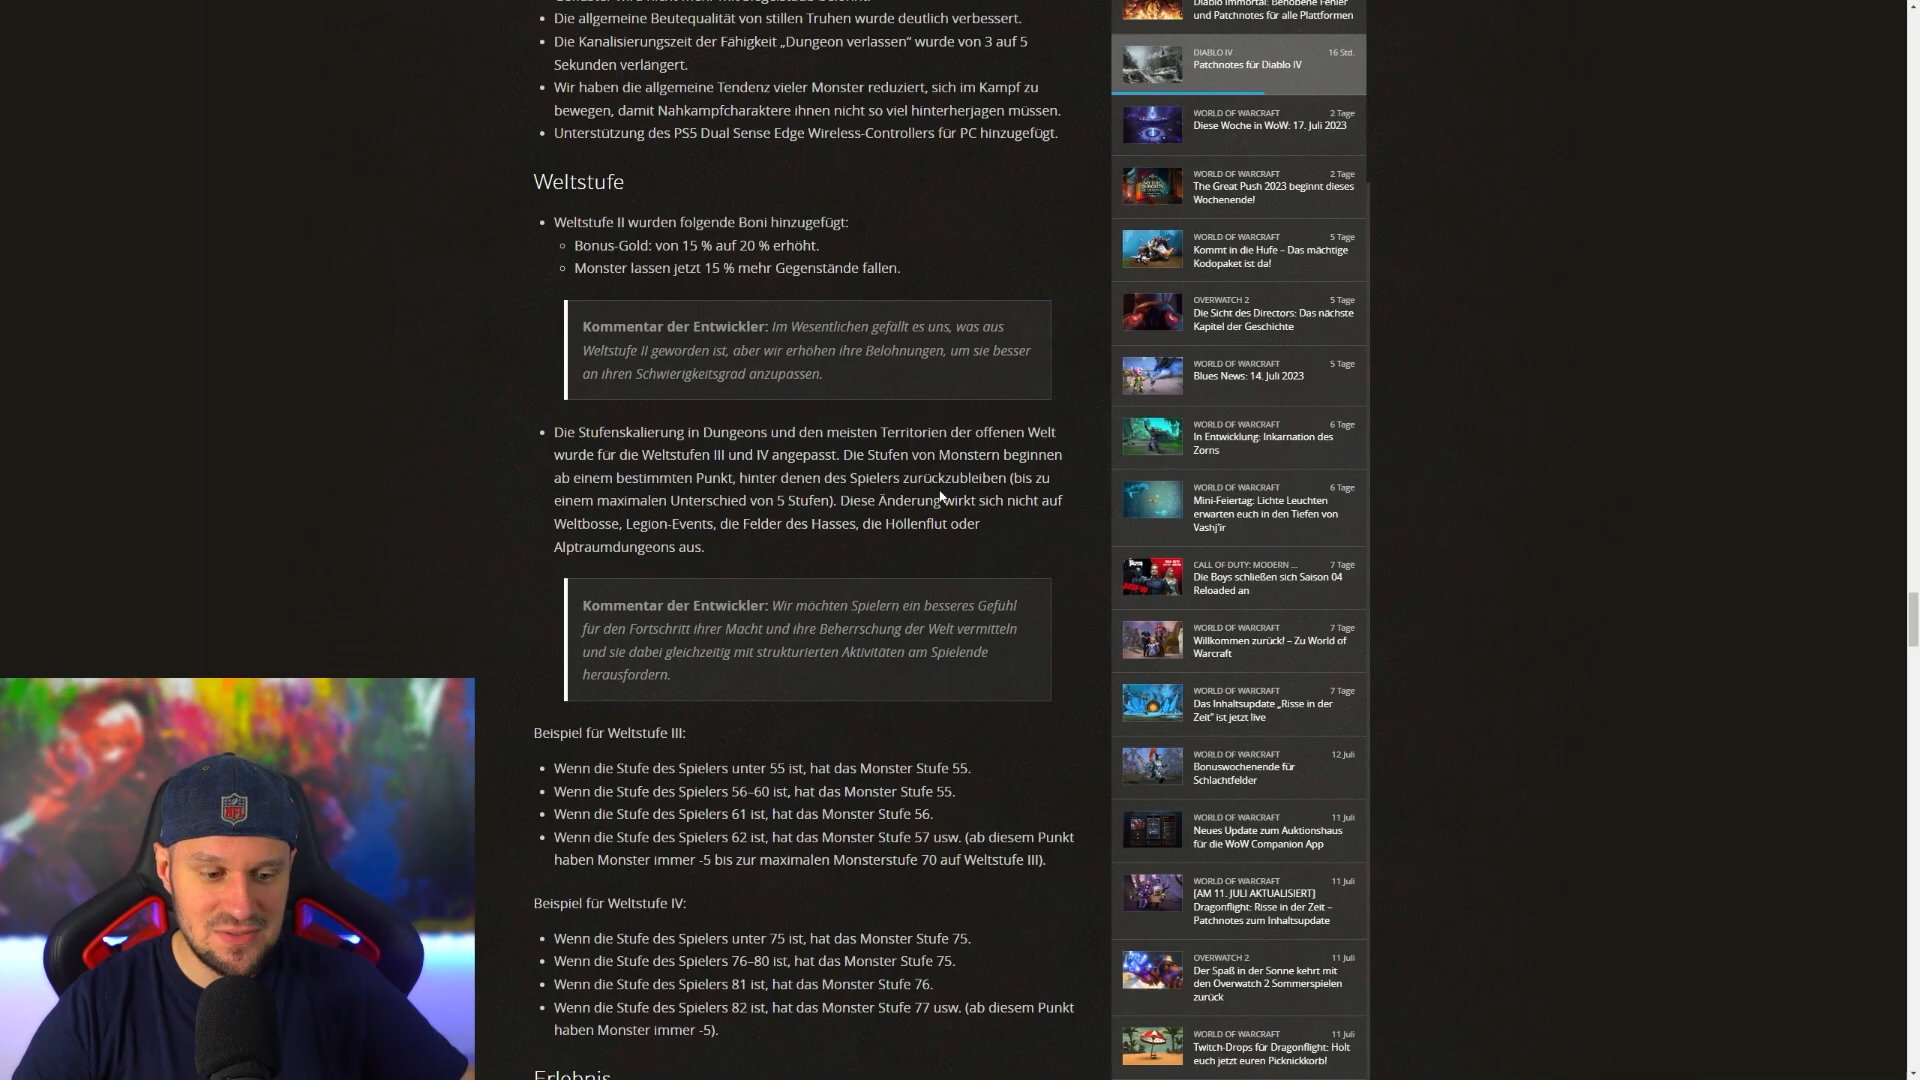 Die allgemeine Beutequalität von stillen Truhen wurde deutlich verbessert.
Die Kanalisierungszeit der Fähigkeit „Dungeon verlassen" wurde von 3 auf 5
Sekunden verlängert.
Wir haben die allgemeine Tendenz vieler Monster reduziert, sich im Kampf zu
bewegen, damit Nahkampfcharaktere ihnen nicht so viel hinterherjagen müssen.
Unterstützung des PS5 Dual Sense Edge Wireless-Controllers für PC hinzugefügt.
Weltstufe
Weltstufe II wurden folgende Boni hinzugefügt:
Bonus-Gold: von 15 % auf 20 % erhöht.
Monster lassen jetzt 15 % mehr Gegenstände fallen.
Kommentar der Entwickler: Im Wesentlichen gefällt es uns, was aus
Weltstufe II geworden ist, aber wir erhöhen ihre Belohnungen, um sie besser
an ihren Schwierigkeitsgrad anzupassen.
Die Stufenskalierung in Dungeons und den meisten Territorien der offenen Welt
wurde für die Weltstufen III und IV angepasst. Die Stufen von Monstern beginnen
ab einem bestimmten Punkt, hinter denen des Spielers zurückzubleiben (bis zu
einem maximalen Unterschied von 5 Stufen). Diese Änderung wirkt sich nicht auf
Weltbosse, Legion-Events, die Felder des Hasses, die Höllenflut oder
Alptraumdungeons aus.
Kommentar der Entwickler: Wir möchten Spielern ein besseres Gefühl
für den Fortschritt ihrer Macht und ihre Beherrschung der Welt vermitteln
und sie dabei gleichzeitig mit strukturierten Aktivitäten am Spielende
herausfordern.
Beispiel für Weltstufe III:
Wenn die Stufe des Spielers unter 55 ist, hat das Monster Stufe 55.
Wenn die Stufe des Spielers 56–60 ist, hat das Monster Stufe 55.
Wenn die Stufe des Spielers 61 ist, hat das Monster Stufe 56.
Wenn die Stufe des Spielers 62 ist, hat das Monster Stufe 57 usw. (ab diesem Punkt
haben Monster immer -5 bis zur maximalen Monsterstufe 70 auf Weltstufe III).
Beispiel für Weltstufe IV:
Wenn die Stufe des Spielers unter 75 ist, hat das Monster Stufe 75.
Wenn die Stufe des Spielers 76–80 ist, hat das Monster Stufe 75.
Wenn die Stufe des Spielers 81 ist, hat das Monster Stufe 76.
Wenn die Stufe des Spielers 82 ist, hat das Monster Stufe 77 usw. (ab diesem Punkt
haben Monster immer -5).
Erlebnis
Diablo Immortal: Behobene Fehler
und Patchnotes für alle Plattformen
DIABLO IV 16 Std.
Patchnotes für Diablo IV
WORLD OF WARCRAFT 2 Tage
Diese Woche in WoW: 17. Juli 2023
WORLD OF WARCRAFT 2 Tage
The Great Push 2023 beginnt dieses
Wochenende!
WORLD OF WARCRAFT 5 Tage
Kommt in die Hufe – Das mächtige
Kodopaket ist da!
OVERWATCH 2 5 Tage
Die Sicht des Directors: Das nächste
Kapitel der Geschichte
WORLD OF WARCRAFT 5 Tage
Blues News: 14. Juli 2023
WORLD OF WARCRAFT 6 Tage
In Entwicklung: Inkarnation des
Zorns
WORLD OF WARCRAFT 6 Tage
Mini-Feiertag: Lichte Leuchten
erwarten euch in den Tiefen von
Vashj'ir
CALL OF DUTY: MODERN ... 7 Tage
Die Boys schließen sich Saison 04
Reloaded an
WORLD OF WARCRAFT 7 Tage
Willkommen zurück! – Zu World of
Warcraft
WORLD OF WARCRAFT 7 Tage
Das Inhaltsupdate „Risse in der
Zeit" ist jetzt live
WORLD OF WARCRAFT 12 Juli
Bonuswochenende für
Schlachtfelder
WORLD OF WARCRAFT 11 Juli
Neues Update zum Auktionshaus
für die WoW Companion App
WORLD OF WARCRAFT 11 Juli
[AM 11. JULI AKTUALISIERT]
Dragonflight: Risse in der Zeit –
Patchnotes zum Inhaltsupdate
OVERWATCH 2 11 Juli
Der Spaß in der Sonne kehrt mit
den Overwatch 2 Sommerspielen
zurück
WORLD OF WARCRAFT 11 Juli
Twitch-Drops für Dragonflight: Holt
euch jetzt euren Picknickkorb!
NFL